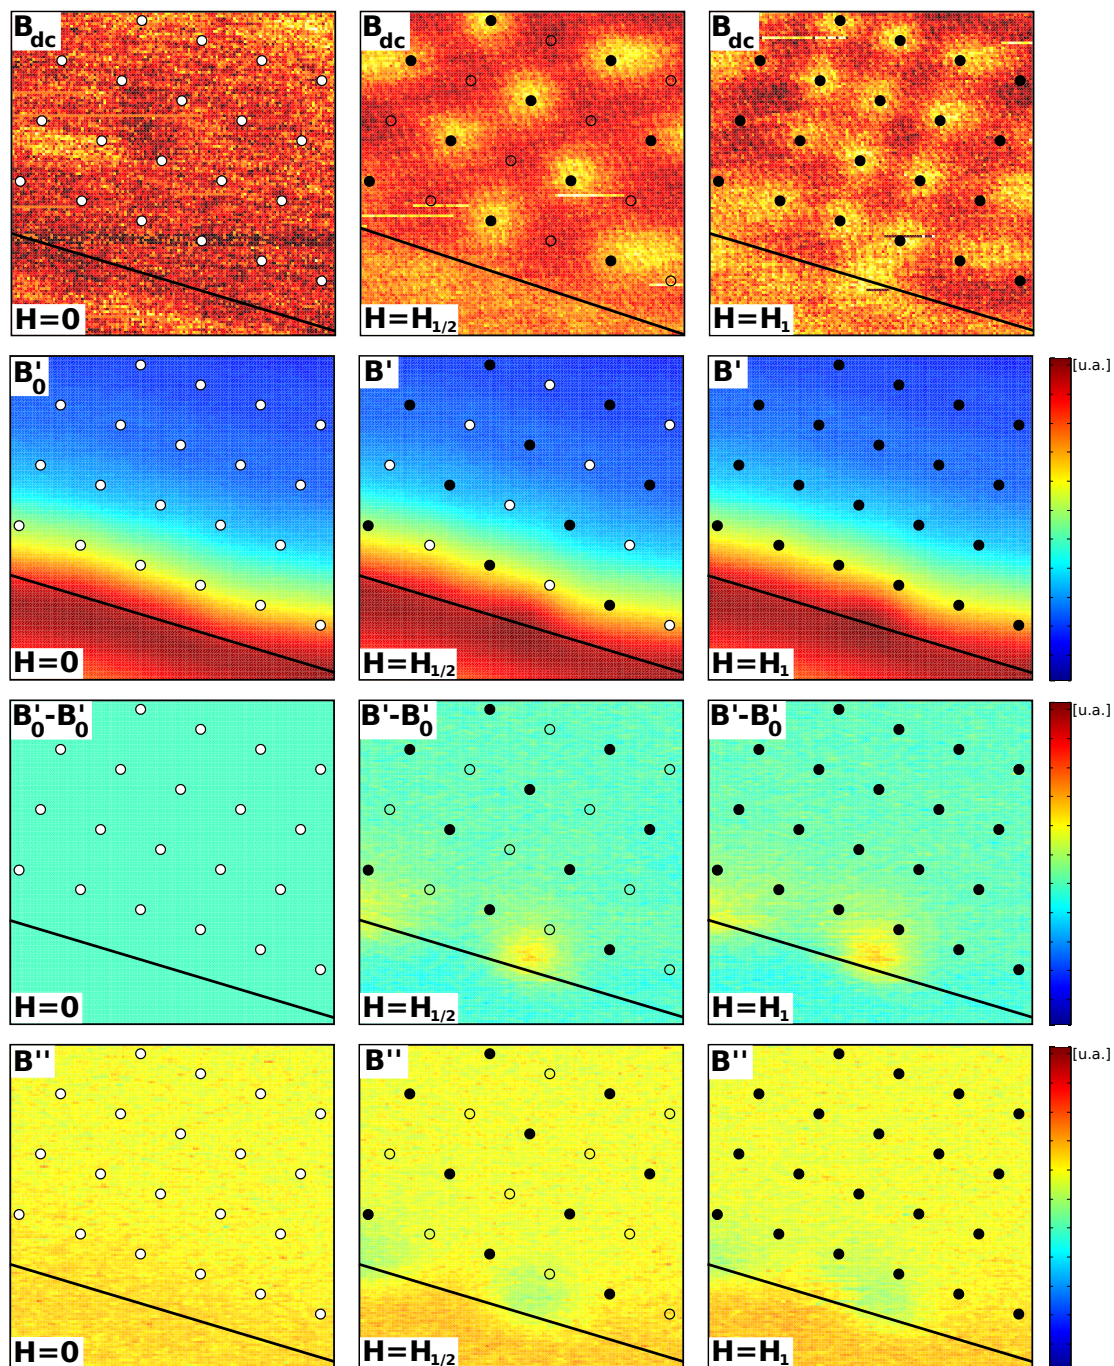 B_dc
B_dc
B_dc
H=0
H=H_1/2
H=H_1
B'_0
B'
B'
[u.a.]
H=0
H=H_1/2
H=H_1
B'_0-B'_0
B'-B'_0
B'-B'_0
[u.a.]
H=0
H=H_1/2
H=H_1
B''
B''
B''
[u.a.]
H=0
H=H_1/2
H=H_1